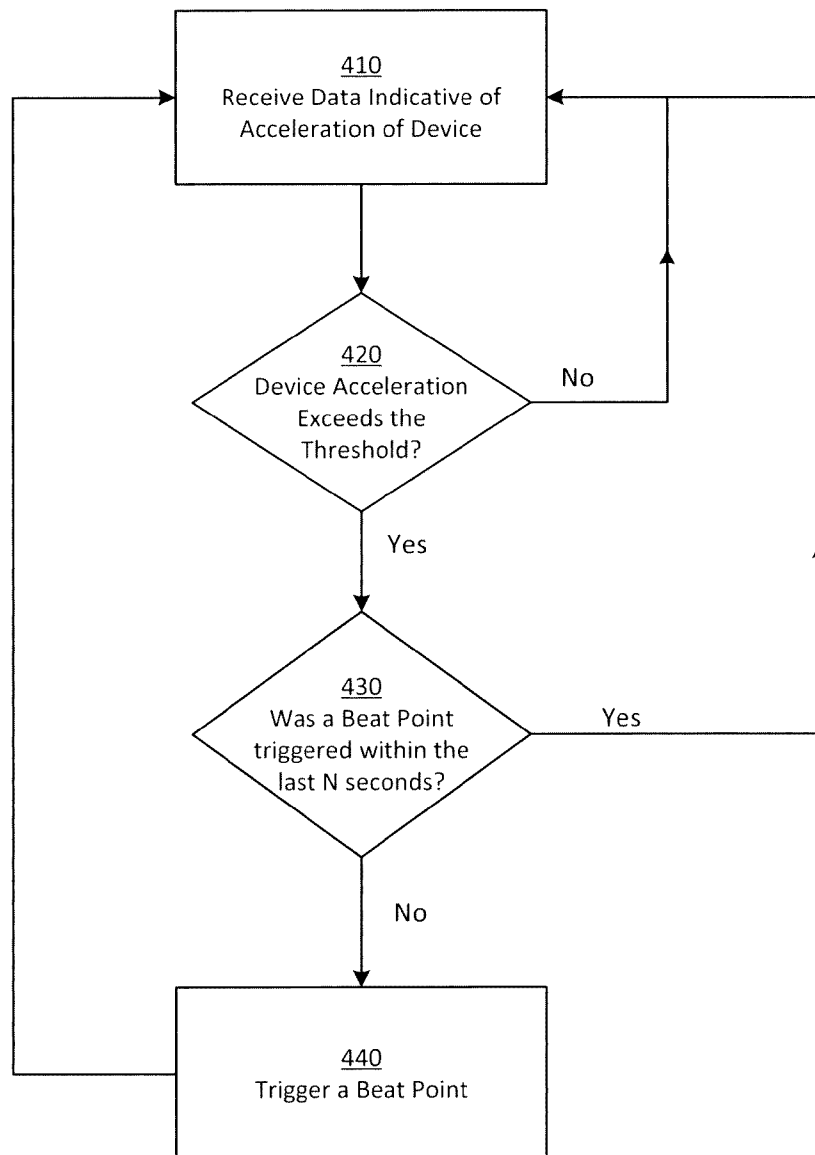 410
Receive Data Indicative of
Acceleration of Device
420
Device Acceleration
Exceeds the
Threshold?
No
Yes
430
Was a Beat Point
triggered within the
last N seconds?
Yes
No
440
Trigger a Beat Point